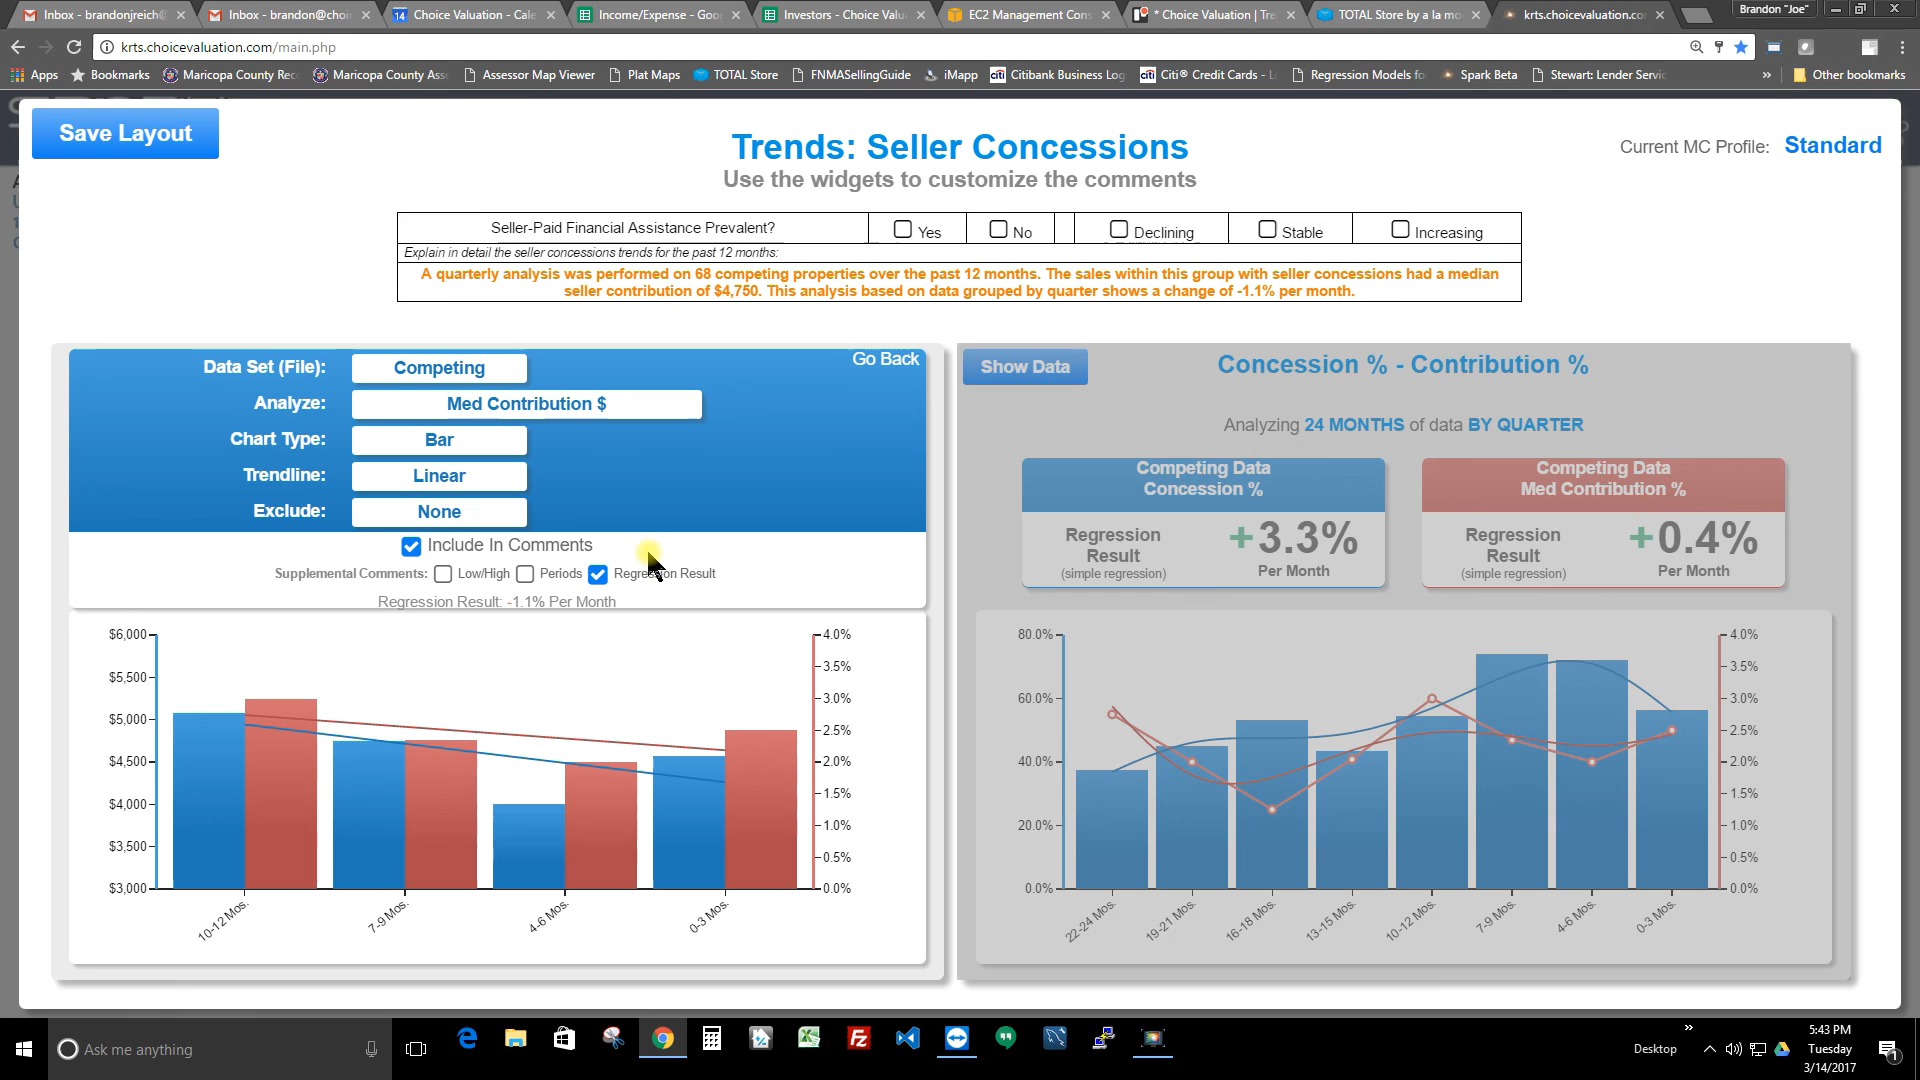 Inbox - brandonjreich@
Inbox - brandon@choi
Choice Valuation - Cale
Income/Expense - Goo
Investors - Choice Valu
EC2 Management Cons
* Choice Valuation | Tre
TOTAL Store by a la mo
krts.choicevaluation.co
Brandon "Joe"
krts.choicevaluation.com/main.php
Apps
Bookmarks
Maricopa County Rec
Maricopa County Ass
Assessor Map Viewer
Plat Maps
TOTAL Store
FNMASellingGuide
iMapp
citi Citibank Business Log
citi Citi® Credit Cards - L
Regression Models fo
Spark Beta
Stewart: Lender Servic
»
Other bookmarks
Save Layout
Trends: Seller Concessions
Use the widgets to customize the comments
Current MC Profile: Standard
Seller-Paid Financial Assistance Prevalent? Yes No Declining Stable Increasing
Explain in detail the seller concessions trends for the past 12 months:
A quarterly analysis was performed on 68 competing properties over the past 12 months. The sales within this group with seller concessions had a median
seller contribution of $4,750. This analysis based on data grouped by quarter shows a change of -1.1% per month.
Go Back
Data Set (File): Competing
Analyze: Med Contribution $
Chart Type: Bar
Trendline: Linear
Exclude: None
Include In Comments
Supplemental Comments: Low/High Periods Regression Result
Regression Result: -1.1% Per Month
$6,000
$5,500
$5,000
$4,500
$4,000
$3,500
$3,000
4.0%
3.5%
3.0%
2.5%
2.0%
1.5%
1.0%
0.5%
0.0%
10-12 Mos.
7-9 Mos.
4-6 Mos.
0-3 Mos.
Show Data
Concession % - Contribution %
Analyzing 24 MONTHS of data BY QUARTER
Competing Data
Concession %
Regression
Result
(simple regression)
+3.3%
Per Month
Competing Data
Med Contribution %
Regression
Result
(simple regression)
+0.4%
Per Month
80.0%
60.0%
40.0%
20.0%
0.0%
4.0%
3.5%
3.0%
2.5%
2.0%
1.5%
1.0%
0.5%
0.0%
22-24 Mos.
19-21 Mos.
16-18 Mos.
13-15 Mos.
10-12 Mos.
7-9 Mos.
4-6 Mos.
0-3 Mos.
Ask me anything
Desktop
»
5:43 PM
Tuesday
3/14/2017
1